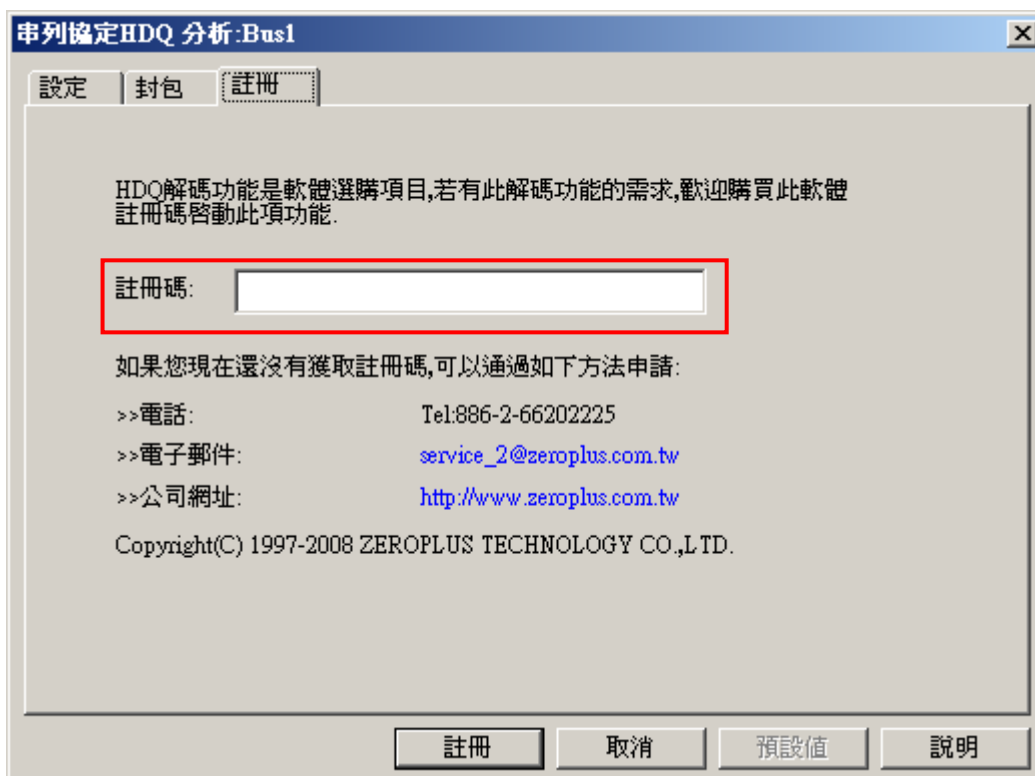 串列協定HDQ 分析:Bus1
設定
封包
註冊
HDQ解碼功能是軟體選購項目,若有此解碼功能的需求,歡迎購買此軟體
註冊碼啓動此項功能.
註冊碼:
如果您現在還沒有獲取註冊碼,可以通過如下方法申請:
>>電話: Tel:886-2-66202225
>>電子郵件: service_2@zeroplus.com.tw
>>公司網址: http://www.zeroplus.com.tw
Copyright(C) 1997-2008 ZEROPLUS TECHNOLOGY CO.,LTD.
註冊
取消
預設值
說明